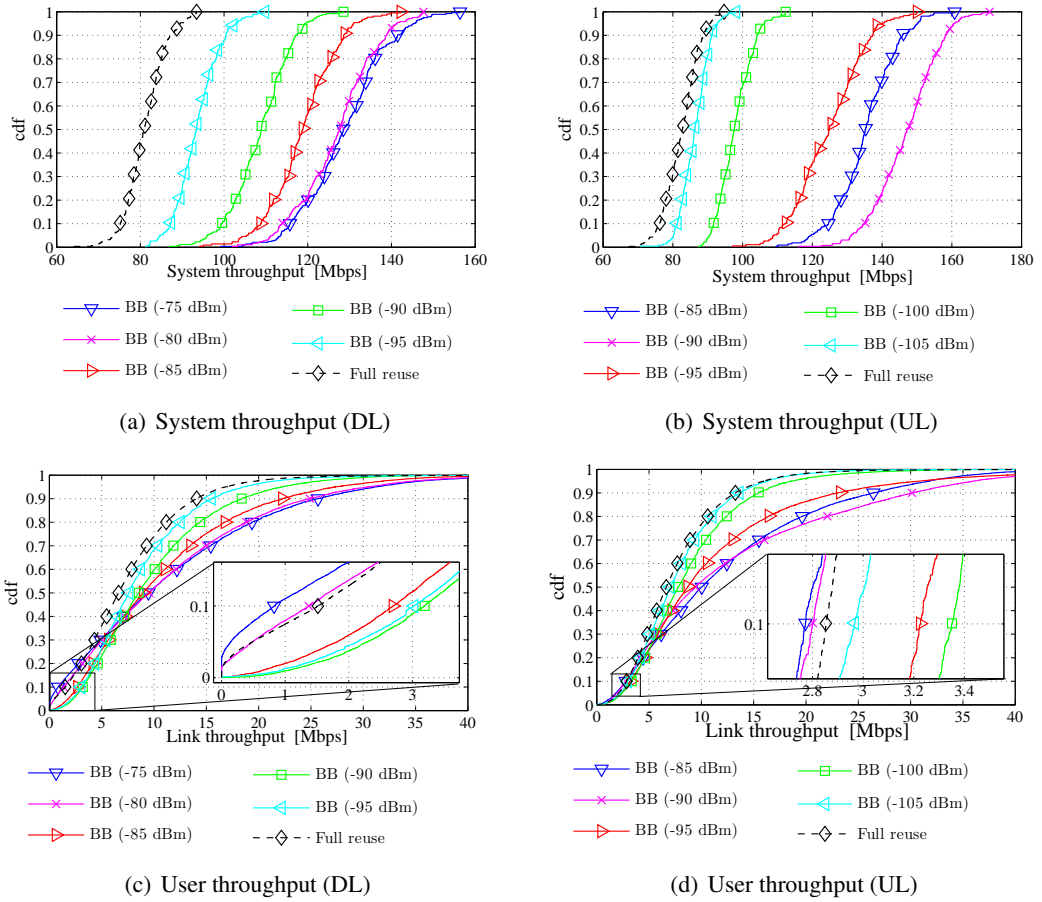 1
0.9
0.8
0.7
0.6
0.5
0.4
0.3
0.2
0.1
0
cdf
60 80 100 120 140 160
System throughput [Mbps]
BB (-75 dBm)
BB (-80 dBm)
BB (-85 dBm)
BB (-90 dBm)
BB (-95 dBm)
Full reuse
(a) System throughput (DL)
1
0.9
0.8
0.7
0.6
0.5
0.4
0.3
0.2
0.1
0
cdf
60 80 100 120 140 160 180
System throughput [Mbps]
BB (-85 dBm)
BB (-90 dBm)
BB (-95 dBm)
BB (-100 dBm)
BB (-105 dBm)
Full reuse
(b) System throughput (UL)
1
0.9
0.8
0.7
0.6
0.5
0.4
0.3
0.2
0.1
0
cdf
0.1
0
0 1 2 3
0 5 10 15 20 25 30 35 40
Link throughput [Mbps]
BB (-75 dBm)
BB (-80 dBm)
BB (-85 dBm)
BB (-90 dBm)
BB (-95 dBm)
Full reuse
(c) User throughput (DL)
1
0.9
0.8
0.7
0.6
0.5
0.4
0.3
0.2
0.1
0
cdf
0.1
2.8 3 3.2 3.4
0 5 10 15 20 25 30 35 40
Link throughput [Mbps]
BB (-85 dBm)
BB (-90 dBm)
BB (-95 dBm)
BB (-100 dBm)
BB (-105 dBm)
Full reuse
(d) User throughput (UL)